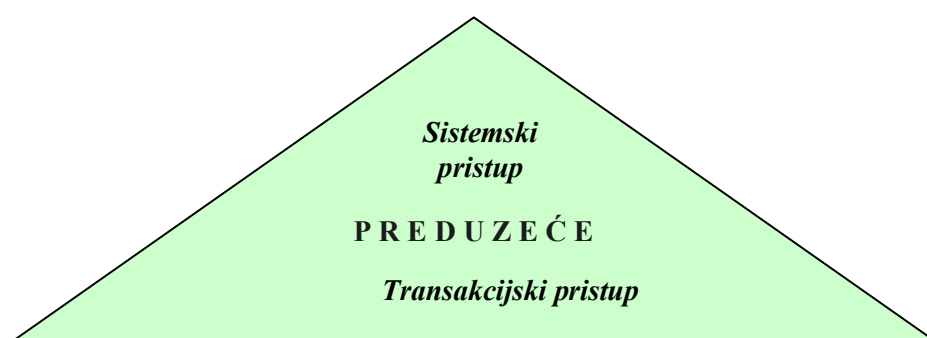 Sistemski
pristup
P R E D U Z E Ć E
Transakcijski pristup